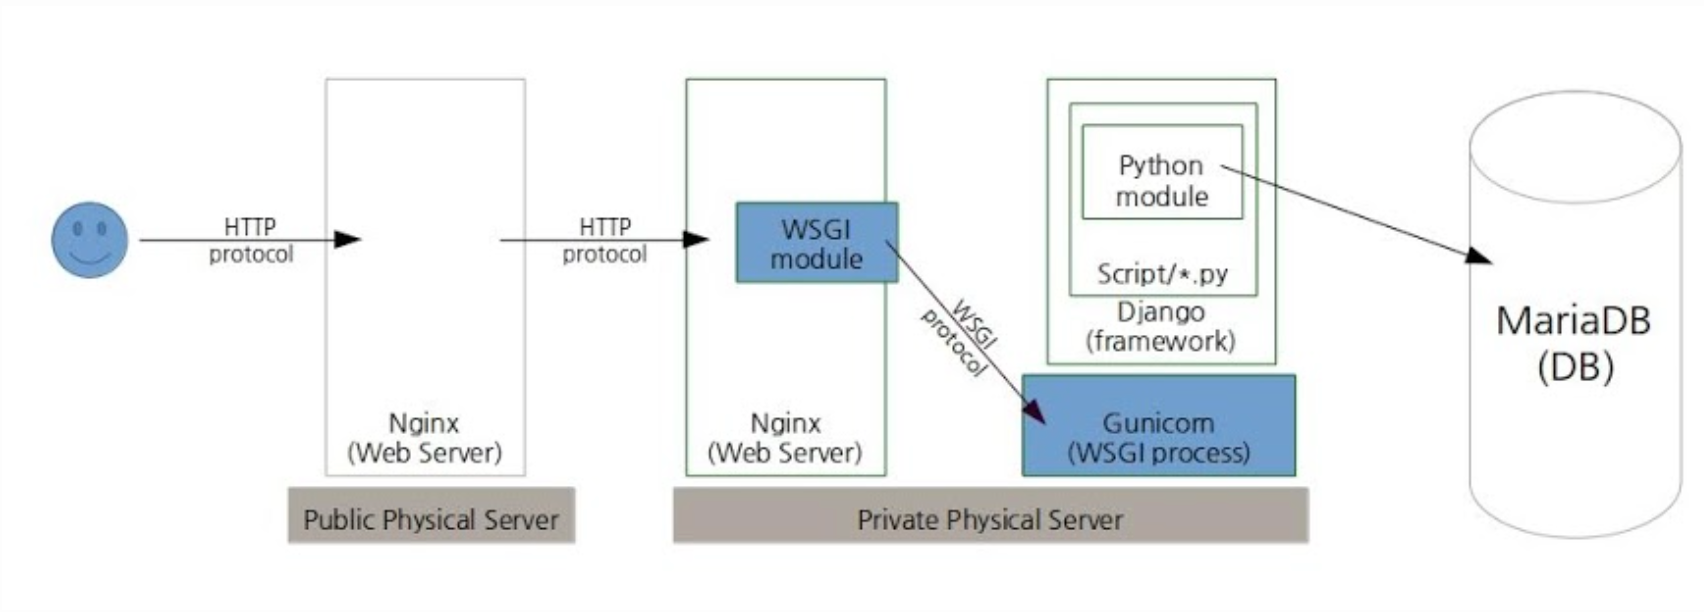 HTTP
protocol
Nginx
(Web Server)
Public Physical Server
HTTP
protocol
WSGI
module
Nginx
(Web Server)
WSGI
protocol
Python
module
Script/*.py
Django
(framework)
Gunicorn
(WSGI process)
Private Physical Server
MariaDB
(DB)